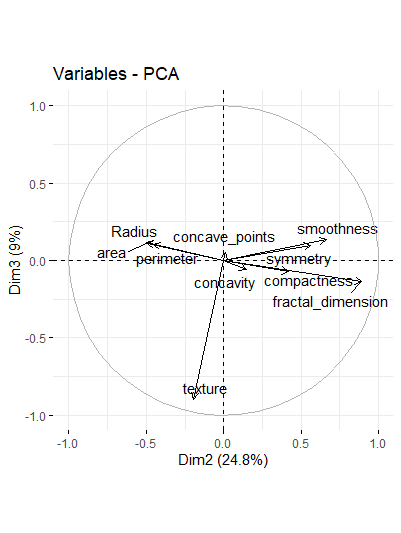 Variables - PCA
1.0
0.5
0.0
-0.5
-1.0
Dim3 (9%)
Radius
area
perimeter
concave_points
concavity
smoothness
symmetry
compactness
fractal_dimension
texture
-1.0
-0.5
0.0
0.5
1.0
Dim2 (24.8%)